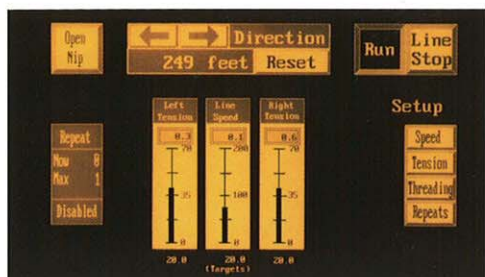 Open
Nip
Direction
249 feet
Reset
Run
Line
Stop
Setup
Left
Tension
Line
Speed
Right
Tension
0.3
0.1
0.6
70
200
70
35
100
35
0
0
0
20.0
20.0
20.0
(Targets)
Repeat
Now 0
Max 1
Disabled
Speed
Tension
Threading
Repeats